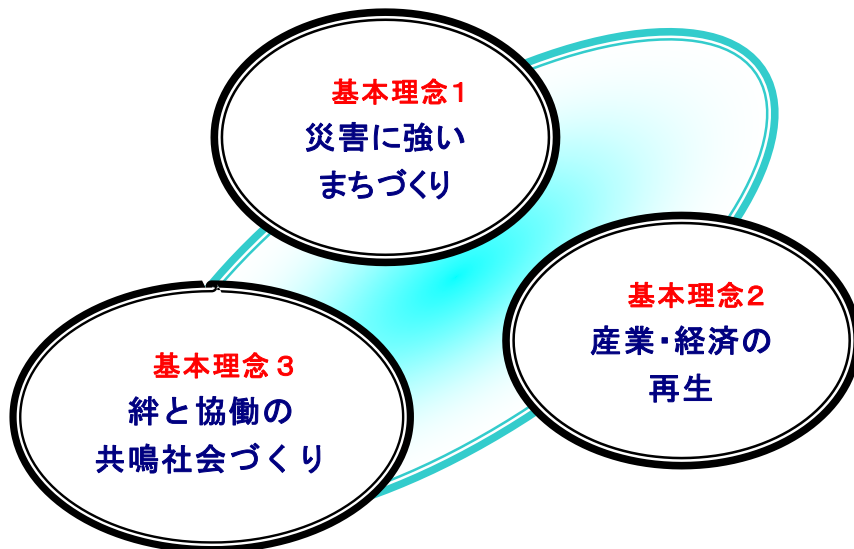 基本理念１
災害に強い
まちづくり
基本理念２
産業・経済の
再生
基本理念３
絆と協働の
共鳴社会づくり